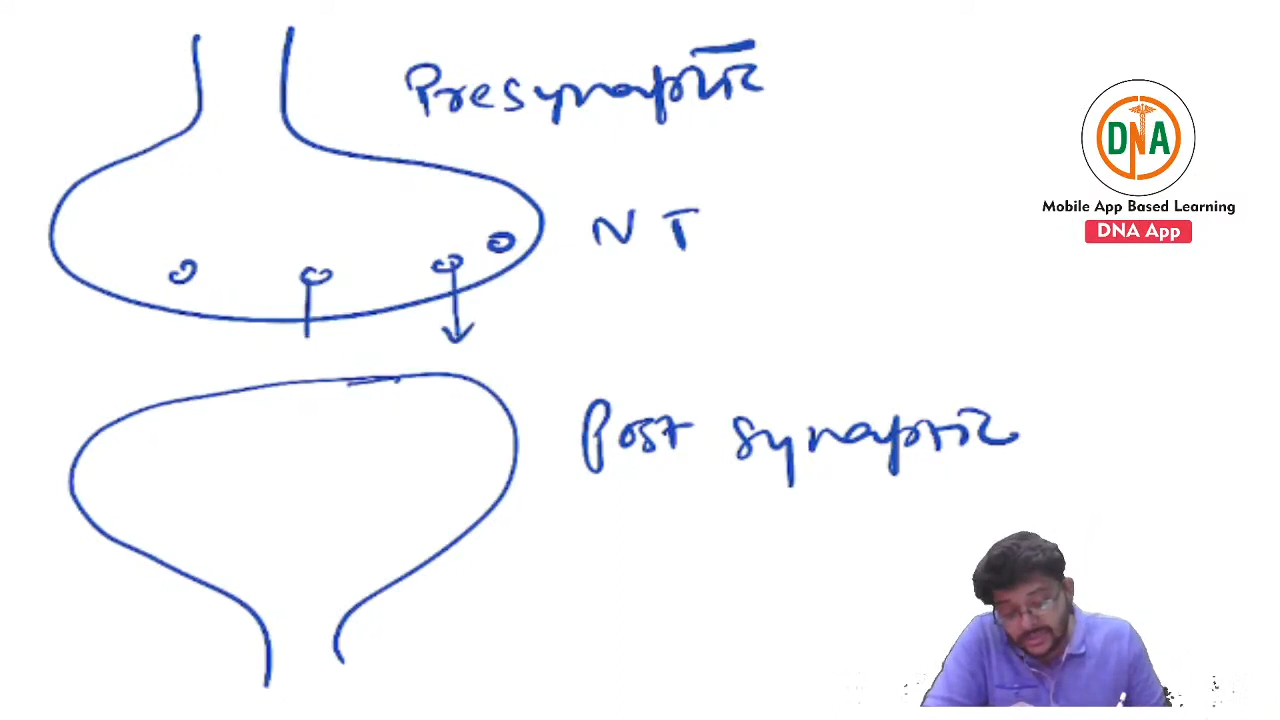 Presynaptic
DNA
Mobile App Based Learning
DNA App
NT
Post synaptic